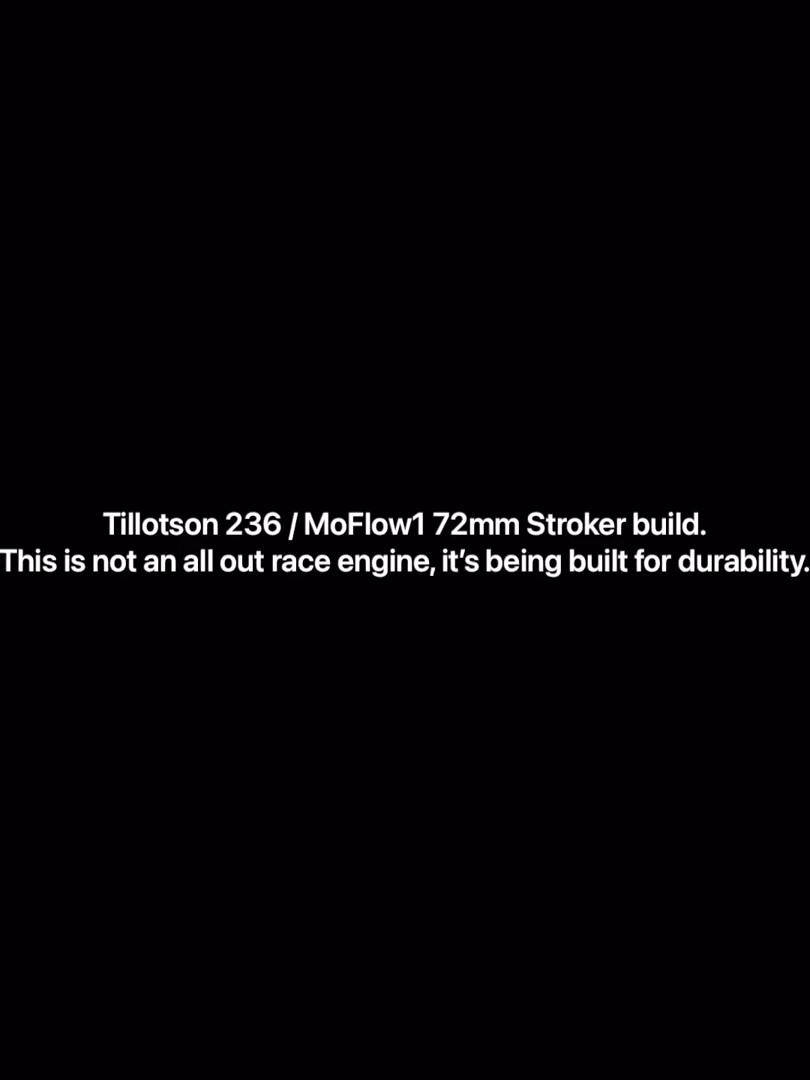 Tillotson 236 / MoFlow1 72mm Stroker build.
This is not an all out race engine, it’s being built for durability.